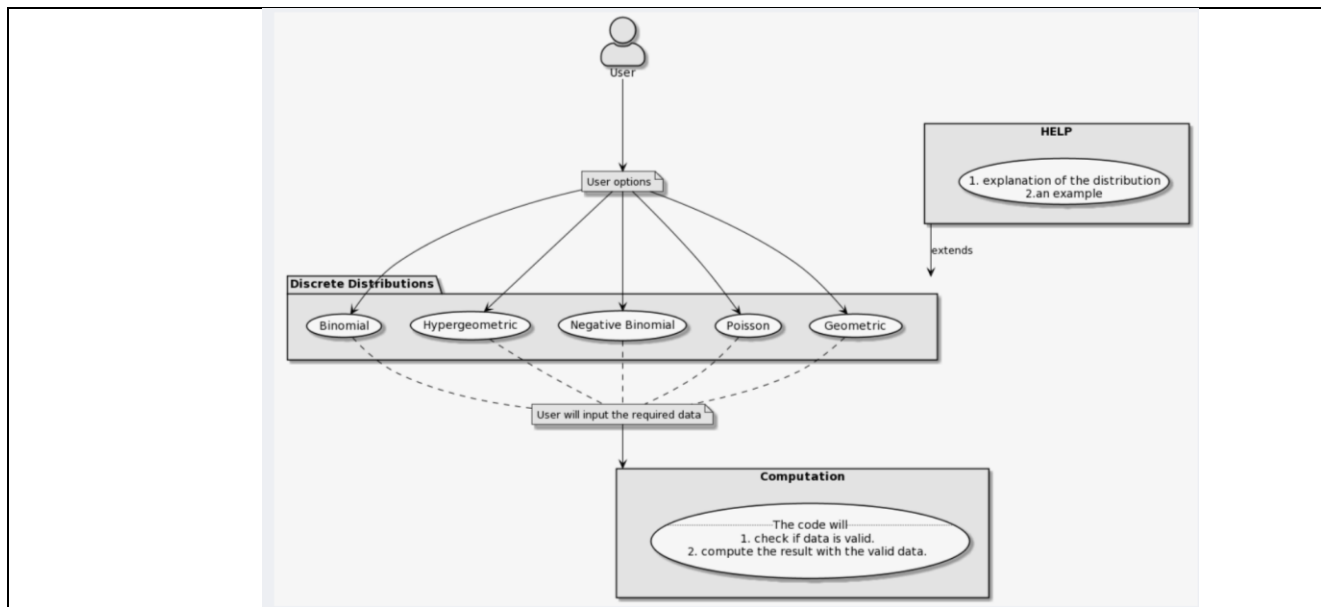 User
User options
HELP
1. explanation of the distribution
2.an example
extends
Discrete Distributions
Binomial
Hypergeometric
Negative Binomial
Poisson
Geometric
User will input the required data
Computation
The code will
1. check if data is valid.
2. compute the result with the valid data.